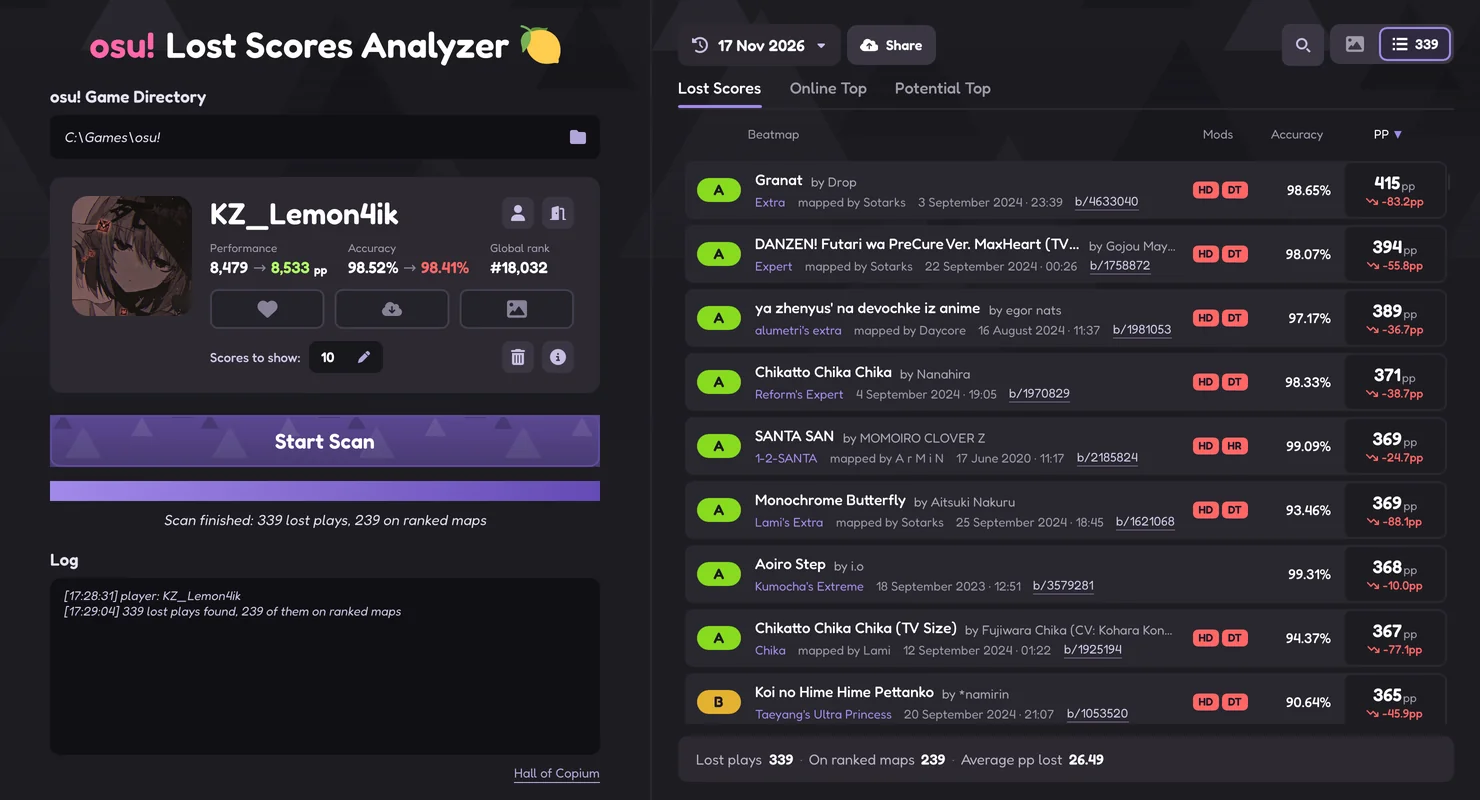 osu! Lost Scores Analyzer
osu! Game Directory
C:\Games\osu!
KZ__Lemon4ik
Performance
8,479 → 8,533 pp
Accuracy
98.52% → 98.41%
Global rank
#18,032
Scores to show: 10
Start Scan
Scan finished: 339 lost plays, 239 on ranked maps
Log
[17:28:31] player: KZ__Lemon4ik
[17:29:04] 339 lost plays found, 239 of them on ranked maps
Hall of Copium
17 Nov 2026 Share 339
Lost Scores Online Top Potential Top
Beatmap Mods Accuracy PP ▼
A Granat by Drop HD DT 98.65% 415pp
Extra mapped by Sotarks 3 September 2024 · 23:39 b/4633040 -83.2pp
A DANZEN! Futari wa PreCure Ver. MaxHeart (TV... by Gojou May... HD DT 98.07% 394pp
Expert mapped by Sotarks 22 September 2024 · 00:26 b/1758872 -55.8pp
A ya zhenyus' na devochke iz anime by egor nats HD DT 97.17% 389pp
alumetri's extra mapped by Daycore 16 August 2024 · 11:37 b/1981053 -36.7pp
A Chikatto Chika Chika by Nanahira HD DT 98.33% 371pp
Reform's Expert 4 September 2024 · 19:05 b/1970829 -38.7pp
A SANTA SAN by MOMOIRO CLOVER Z HD HR 99.09% 369pp
1-2-SANTA mapped by A r M i N 17 June 2020 · 11:17 b/2185824 -24.7pp
A Monochrome Butterfly by Aitsuki Nakuru HD DT 93.46% 369pp
Lami's Extra mapped by Sotarks 25 September 2024 · 18:45 b/1621068 -88.1pp
A Aoiro Step by i.o 99.31% 368pp
Kumocha's Extreme 18 September 2023 · 12:51 b/3579281 -10.0pp
A Chikatto Chika Chika (TV Size) by Fujiwara Chika (CV: Kohara Kon... HD DT 94.37% 367pp
Chika mapped by Lami 12 September 2024 · 01:22 b/1925194 -77.1pp
B Koi no Hime Hime Pettanko by *namirin HD DT 90.64% 365pp
Taeyang's Ultra Princess 20 September 2024 · 21:07 b/1053520 -45.9pp
Lost plays 339 · On ranked maps 239 · Average pp lost 26.49